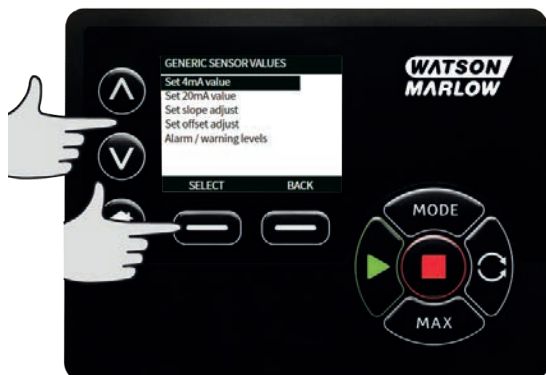 GENERIC SENSOR VALUES
Set 4mA value
Set 20mA value
Set slope adjust
Set offset adjust
Alarm / warning levels
SELECT BACK
WATSON
MARLOW
MODE
MAX